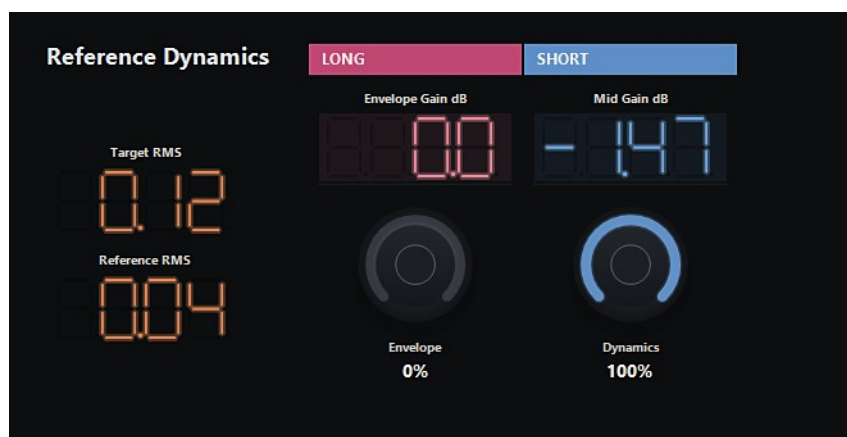 Reference Dynamics
LONG
SHORT
Envelope Gain dB
Mid Gain dB
0.0
-1.47
Target RMS
0.12
Reference RMS
0.04
Envelope
0%
Dynamics
100%